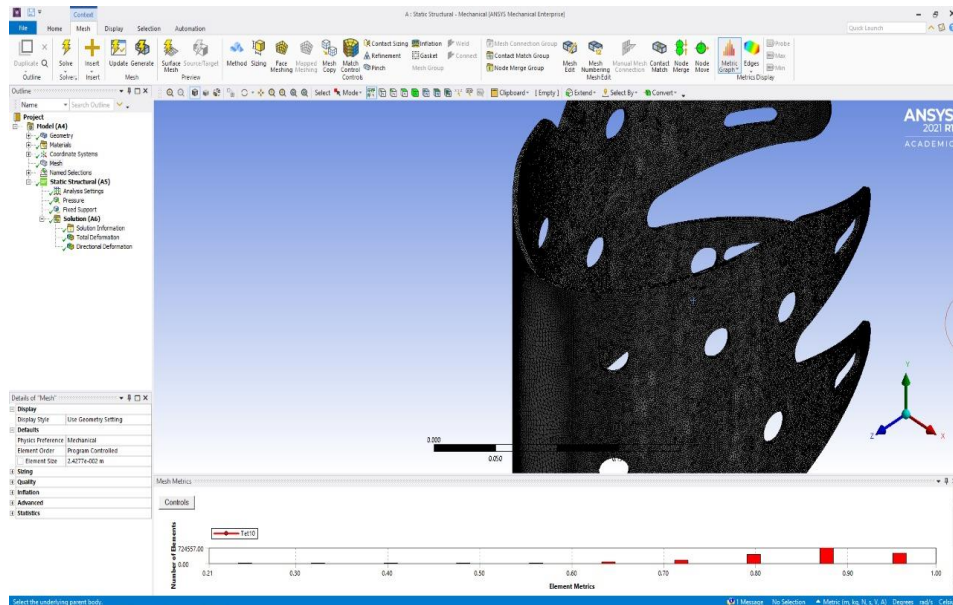 Context
A : Static Structural - Mechanical [ANSYS Mechanical Enterprise]
File Home Mesh Display Selection Automation
Quick Launch
Duplicate Q
Outline
Solve
Solvers
Insert
Insert
Update Generate
Mesh
Surface Mesh Source/Target
Preview
Method Sizing Face Meshing Mapped Meshing Mesh Copy Match Control
Contact Sizing
Refinement
Pinch
Inflation
Gasket
Mesh Group
Weld
Connect
Controls
Mesh Connection Group
Contact Match Group
Node Merge Group
Mesh Edit Mesh Numbering Manual Mesh Connection Contact Match Node Merge Node Move
Mesh Edit
Metric Graph Edges
Probe
Max
Min
Metrics Display
Outline
Name Search Outline
Select Mode Clipboard [Empty] Extend Select By Convert
Project
Model (A4)
Geometry
Materials
Coordinate Systems
Mesh
Named Selections
Static Structural (A5)
Analysis Settings
Pressure
Fixed Support
Solution (A6)
Solution Information
Total Deformation
Directional Deformation
ANSYS
2021 R1
ACADEMIC
Y
X
Z
0.000
0.050
Details of "Mesh"
Display
Display Style Use Geometry Setting
Defaults
Physics Preference Mechanical
Element Order Program Controlled
Element Size 2.4277e-002 m
Sizing
Quality
Inflation
Advanced
Statistics
Mesh Metrics
Controls
Tet10
Number of Elements
724557.00
0.00
0.21 0.30 0.40 0.50 0.60 0.70 0.80 0.90 1.00
Element Metrics
Select the underlying parent body.
1 Message No Selection Metric (m, kg, N, s, V, A) Degrees rad/s